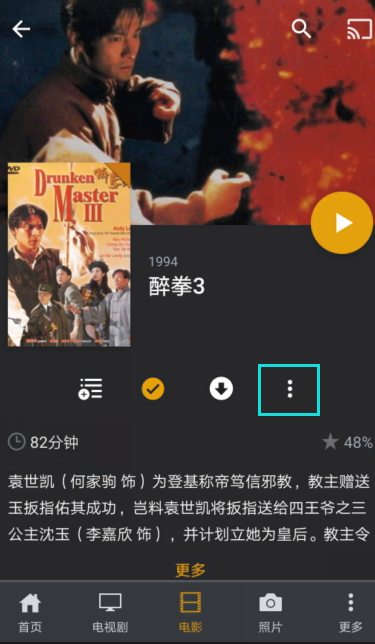 DVD
Drunken
Master
III
Andy La
1994
醉拳3
82分钟
48%
袁世凯（何家驹 饰）为登基称帝笃信邪教，教主赠送
玉扳指佑其成功，岂料袁世凯将扳指送给四王爷之三
公主沈玉（李嘉欣 饰），并计划立她为皇后。教主令
更多
首页
电视剧
电影
照片
更多